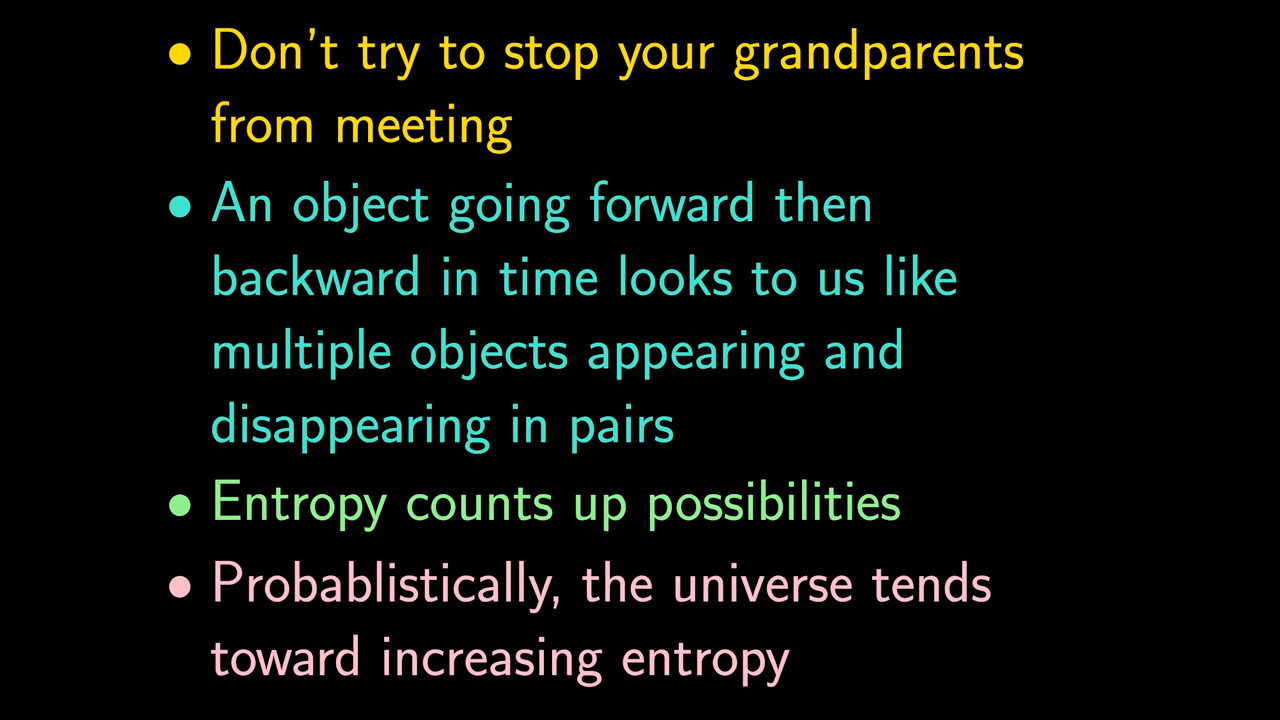 • Don't try to stop your grandparents
from meeting
• An object going forward then
backward in time looks to us like
multiple objects appearing and
disappearing in pairs
• Entropy counts up possibilities
• Probablistically, the universe tends
toward increasing entropy